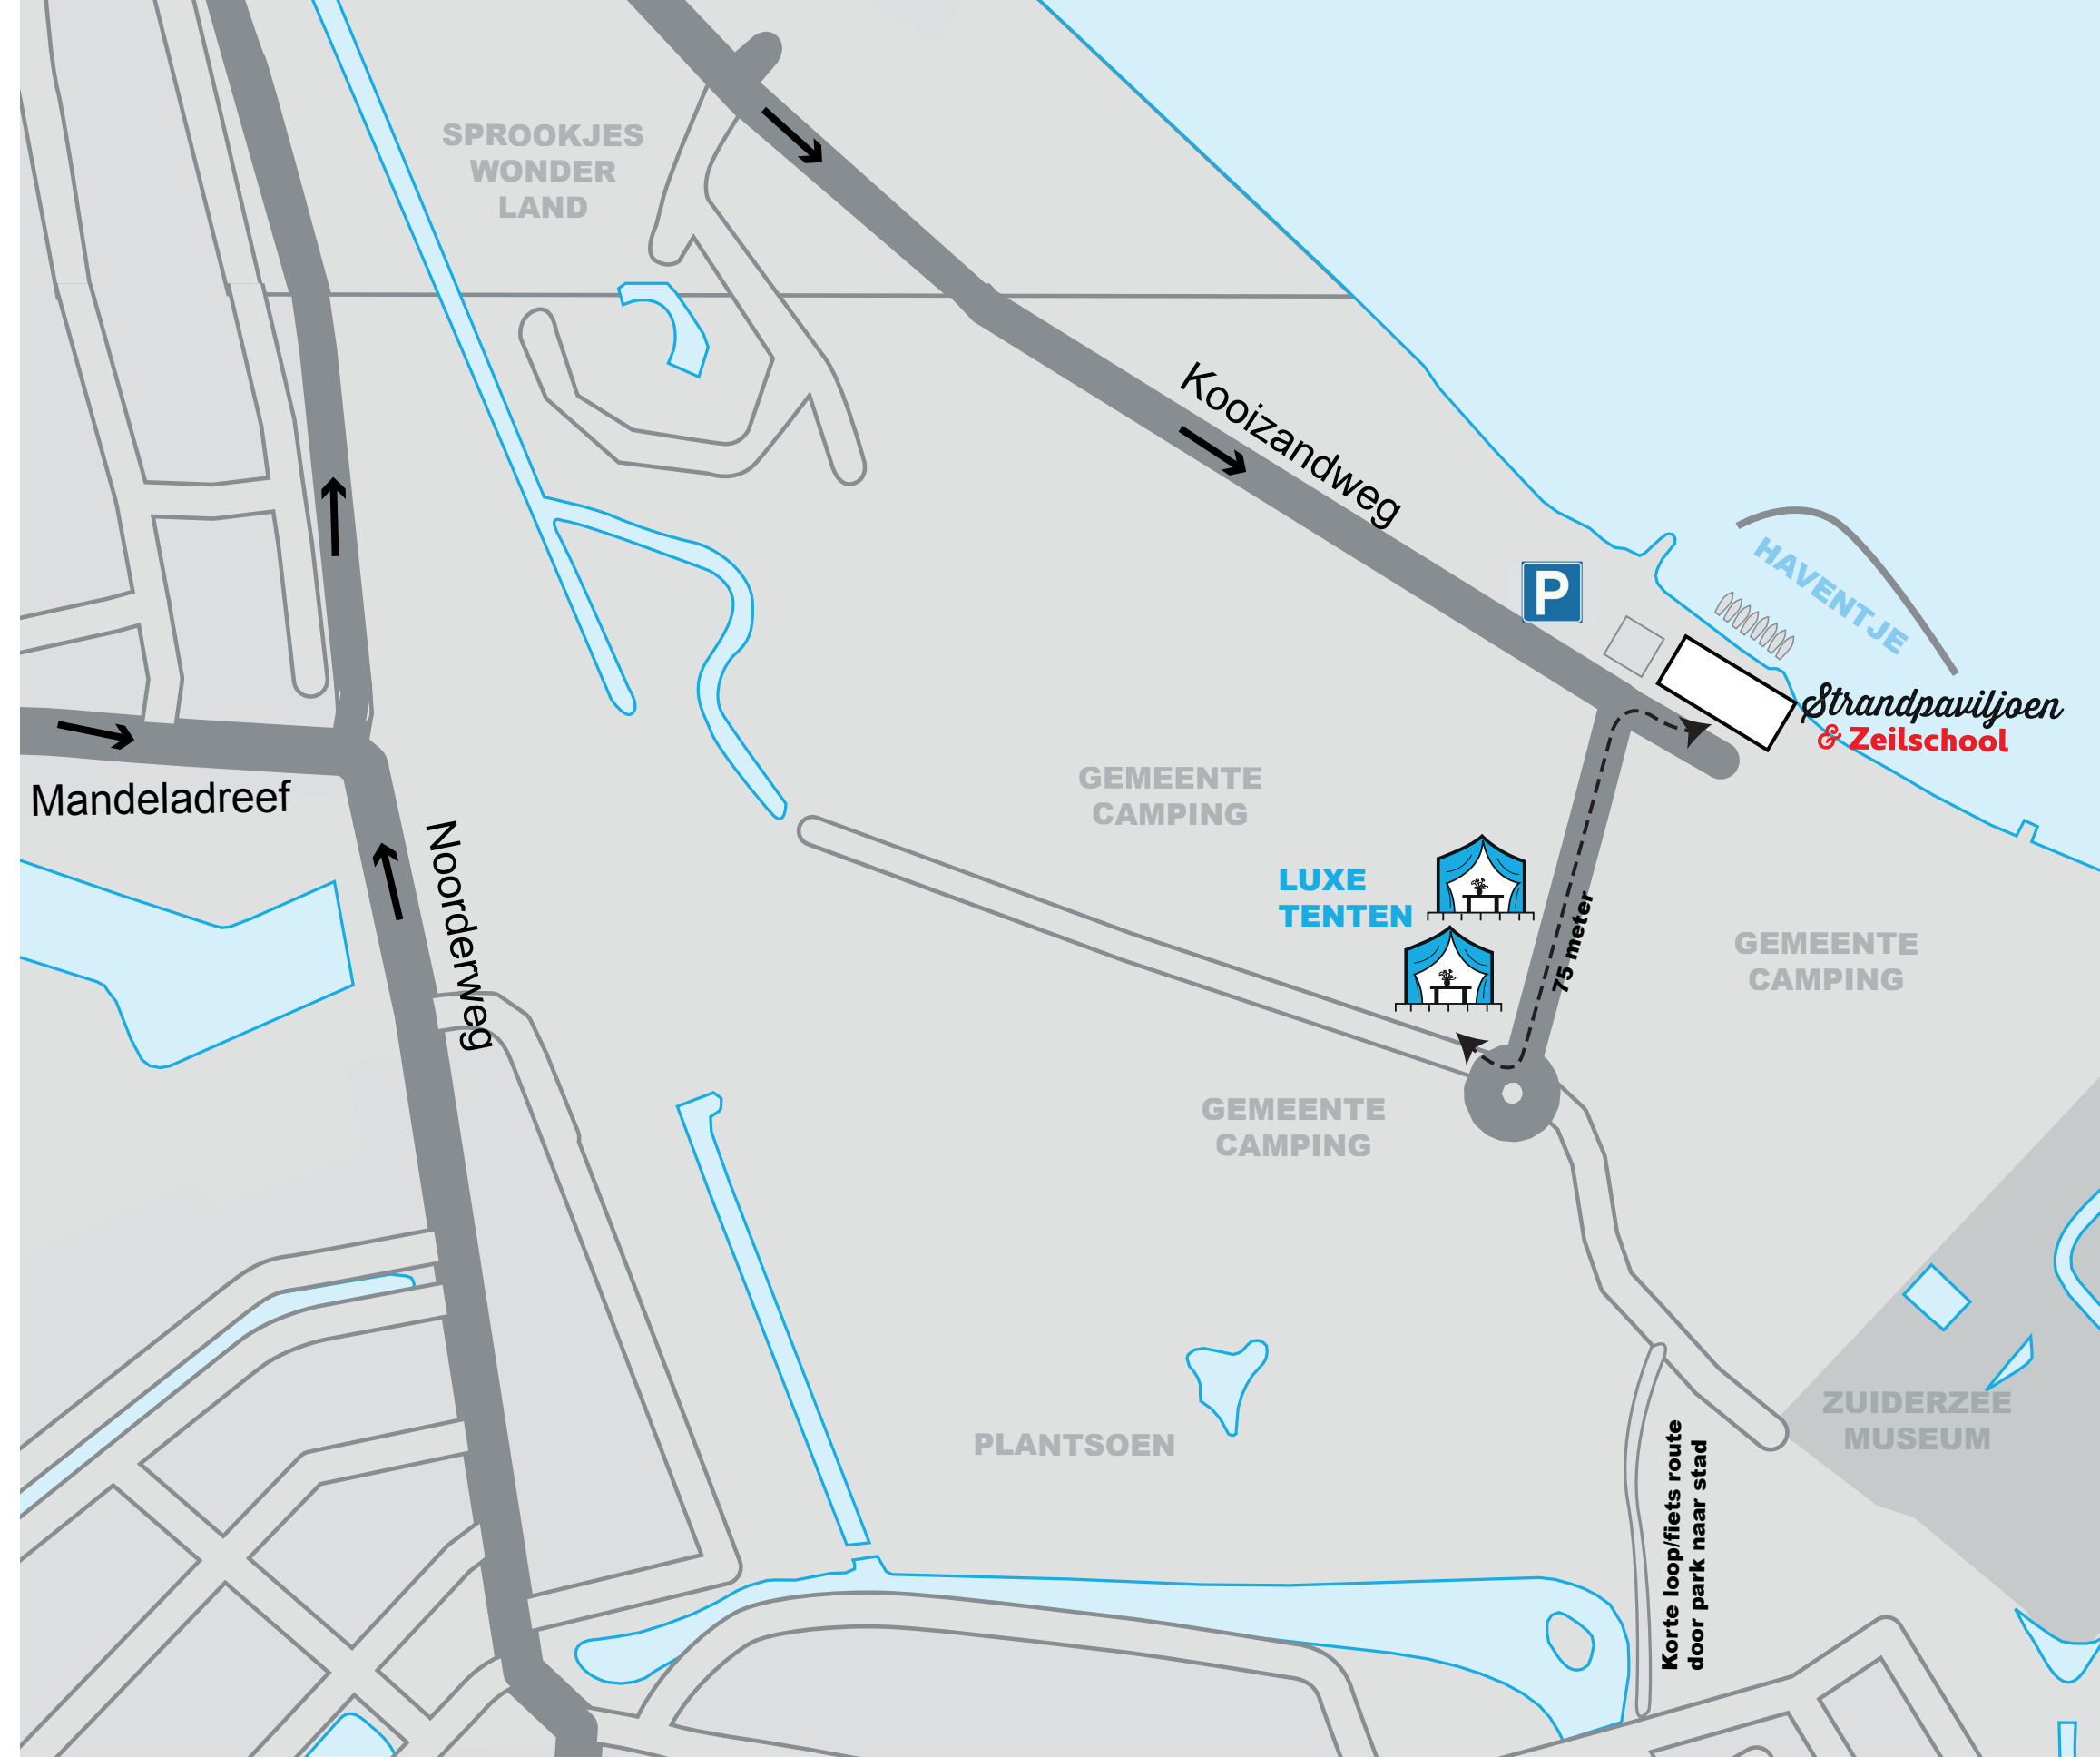 SPROOKJES
WONDER
LAND
Kooizandweg
P
HAVENTJE
Strandpaviljoen
& Zeilschool
Mandeladreef
Noorderweg
GEMEENTE
CAMPING
LUXE
TENTEN
75 meter
GEMEENTE
CAMPING
GEMEENTE
CAMPING
PLANTSOEN
ZUIDERZEE
MUSEUM
Korte loop/fiets route
door park naar stad